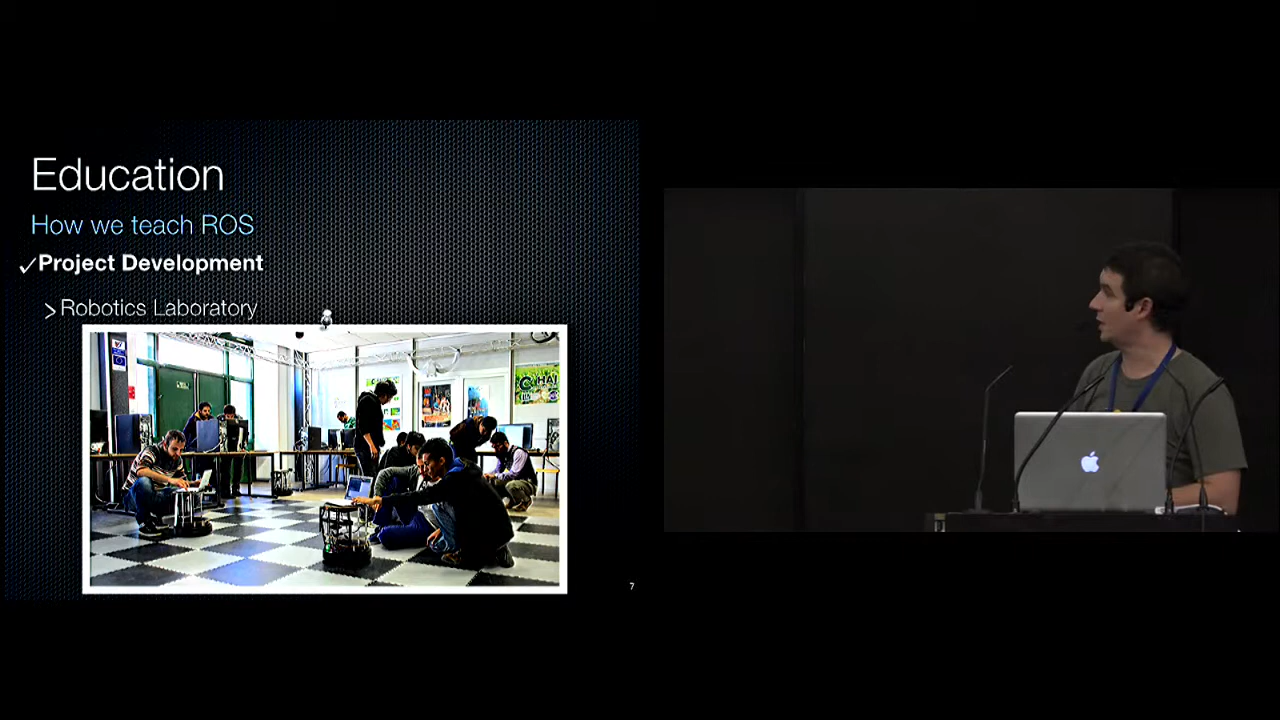 Education
How we teach ROS
✓Project Development
>Robotics Laboratory
7